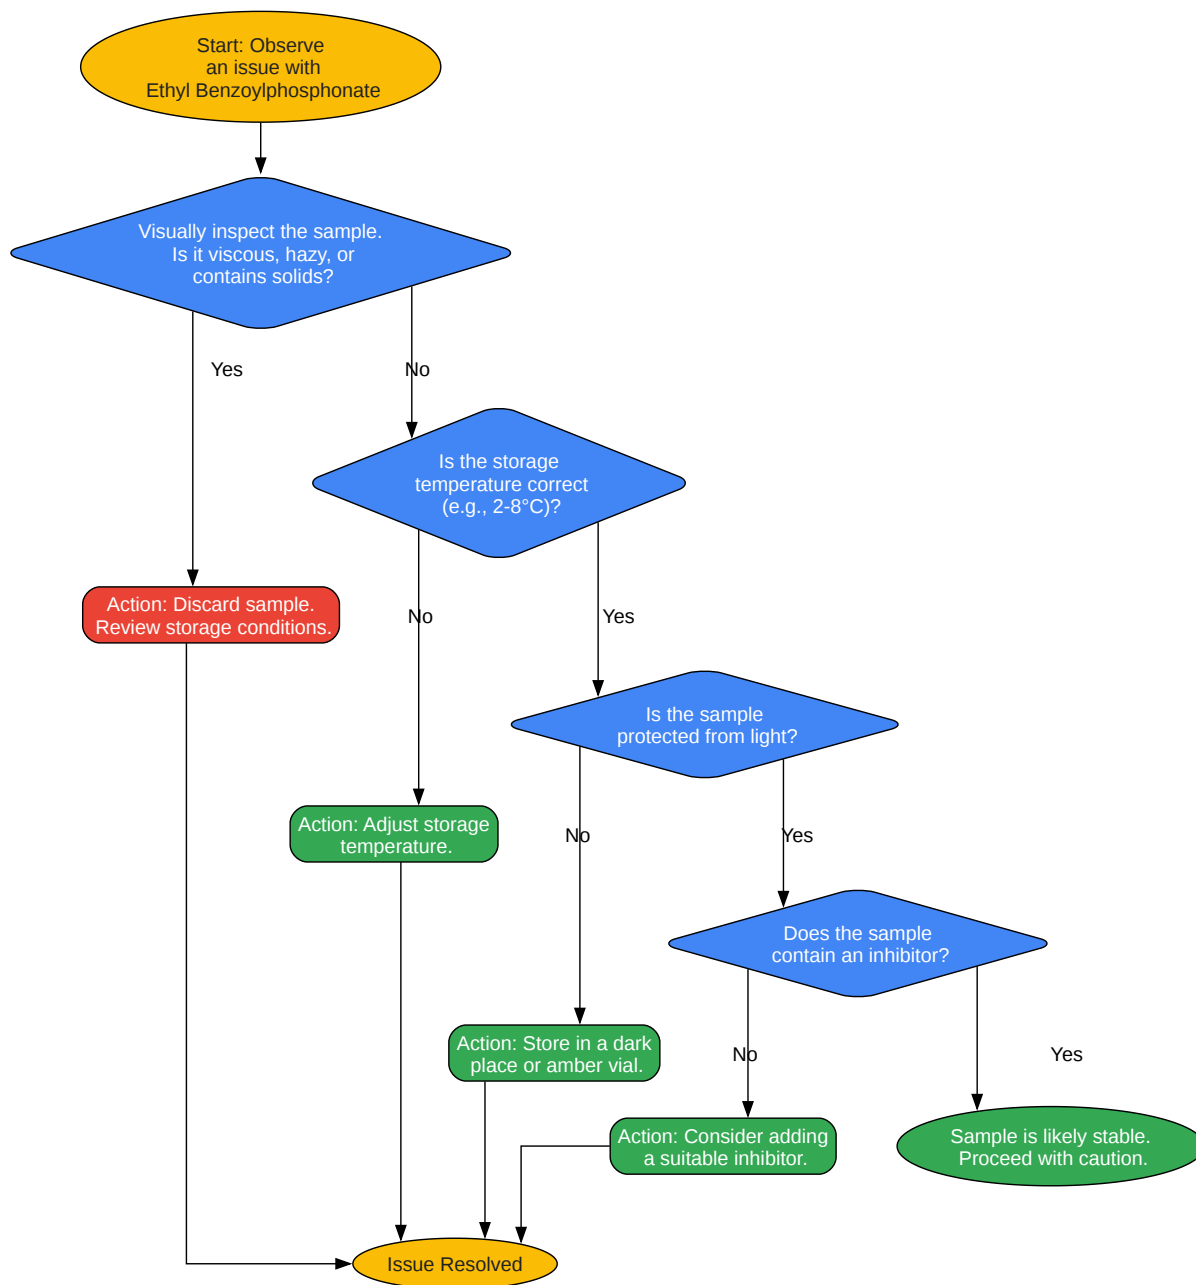 Start: Observe
an issue with
Ethyl Benzoylphosphonate
Visually inspect the sample.
Is it viscous, hazy, or
contains solids?
Yes
No
Is the storage
temperature correct
(e.g., 2-8°C)?
Action: Discard sample.
Review storage conditions.
No
Yes
Is the sample
protected from light?
Action: Adjust storage
temperature.
No
Yes
Does the sample
contain an inhibitor?
Action: Store in a dark
place or amber vial.
No
Yes
Action: Consider adding
a suitable inhibitor.
Sample is likely stable.
Proceed with caution.
Issue Resolved